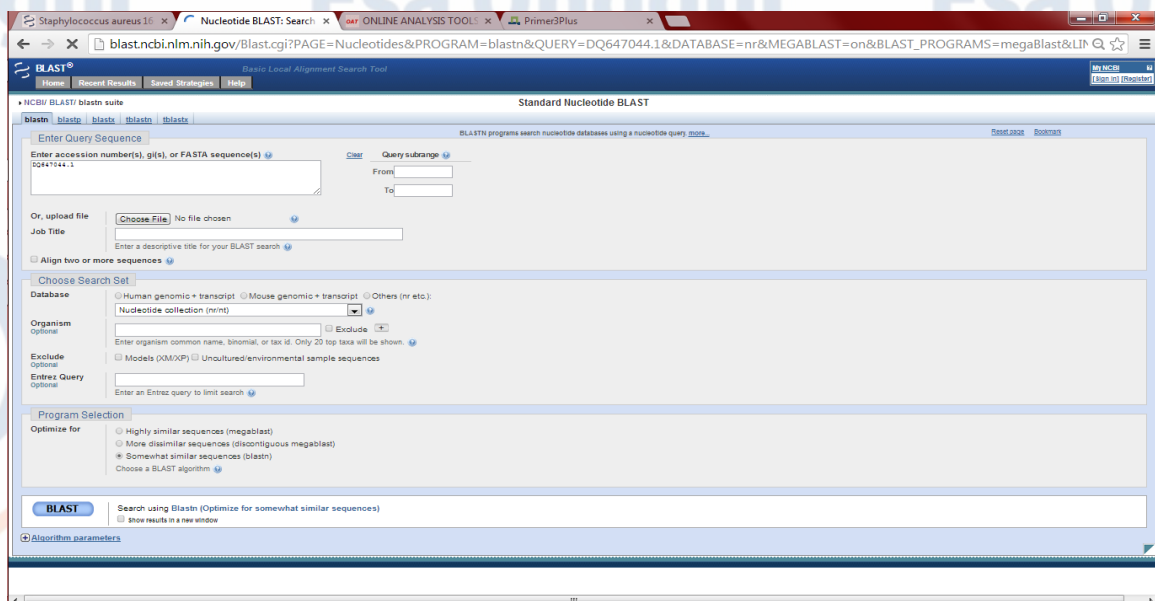 Staphylococcus aureus 16 × Nucleotide BLAST: Search × OAT ONLINE ANALYSIS TOOLS × Primer3Plus ×
blast.ncbi.nlm.nih.gov/Blast.cgi?PAGE=Nucleotides&PROGRAM=blastn&QUERY=DQ647044.1&DATABASE=nr&MEGABLAST=on&BLAST_PROGRAMS=megaBlast&LIN
BLAST® Basic Local Alignment Search Tool My NCBI
Home Recent Results Saved Strategies Help [Sign In] [Register]
NCBI/ BLAST/ blastn suite Standard Nucleotide BLAST
blastn blastp blastx tblastn tblastx
Enter Query Sequence BLASTN programs search nucleotide databases using a nucleotide query. more... Reset page Bookmark
Enter accession number(s), gi(s), or FASTA sequence(s) Clear Query subrange
DQ647044.1
From
To
Or, upload file Choose File No file chosen
Job Title
Enter a descriptive title for your BLAST search
Align two or more sequences
Choose Search Set
Database Human genomic + transcript Mouse genomic + transcript Others (nr etc.):
Nucleotide collection (nr/nt)
Organism
Optional Exclude +
Enter organism common name, binomial, or tax id. Only 20 top taxa will be shown.
Exclude Models (XM/XP) Uncultured/environmental sample sequences
Optional
Entrez Query
Optional
Enter an Entrez query to limit search
Program Selection
Optimize for Highly similar sequences (megablast)
More dissimilar sequences (discontiguous megablast)
Somewhat similar sequences (blastn)
Choose a BLAST algorithm
BLAST Search using Blastn (Optimize for somewhat similar sequences)
Show results in a new window
Algorithm parameters